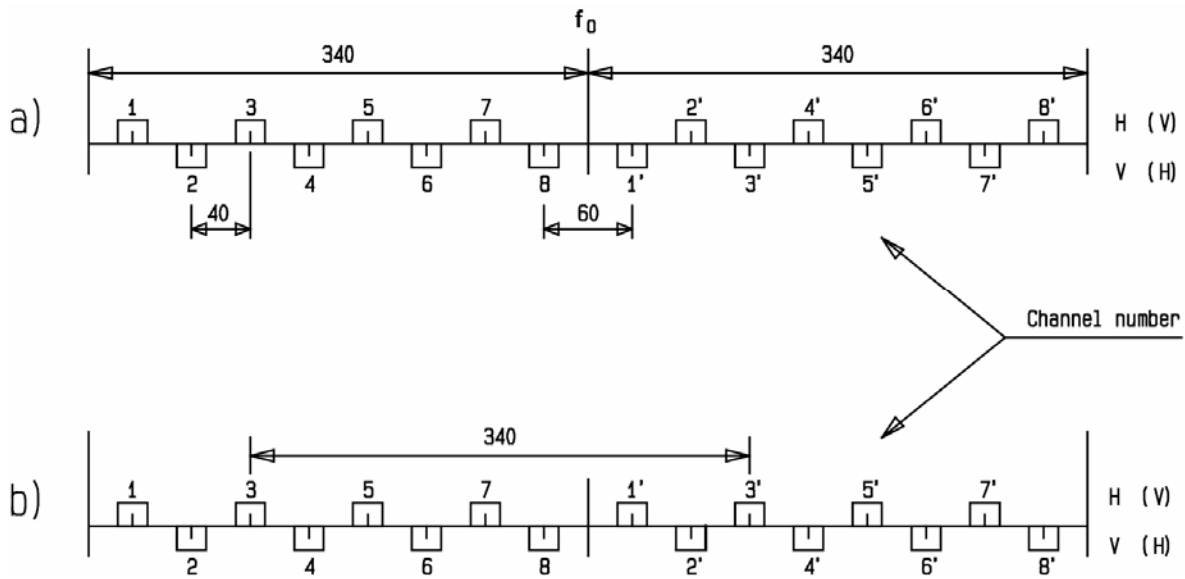 f0
340 340
1 3 5 7 2' 4' 6' 8'
a) H (V)
V (H)
2 4 6 8 1' 3' 5' 7'
40 60
Channel number
340
1 3 5 7 1' 3' 5' 7'
b) H (V)
V (H)
2 4 6 8 2' 4' 6' 8'